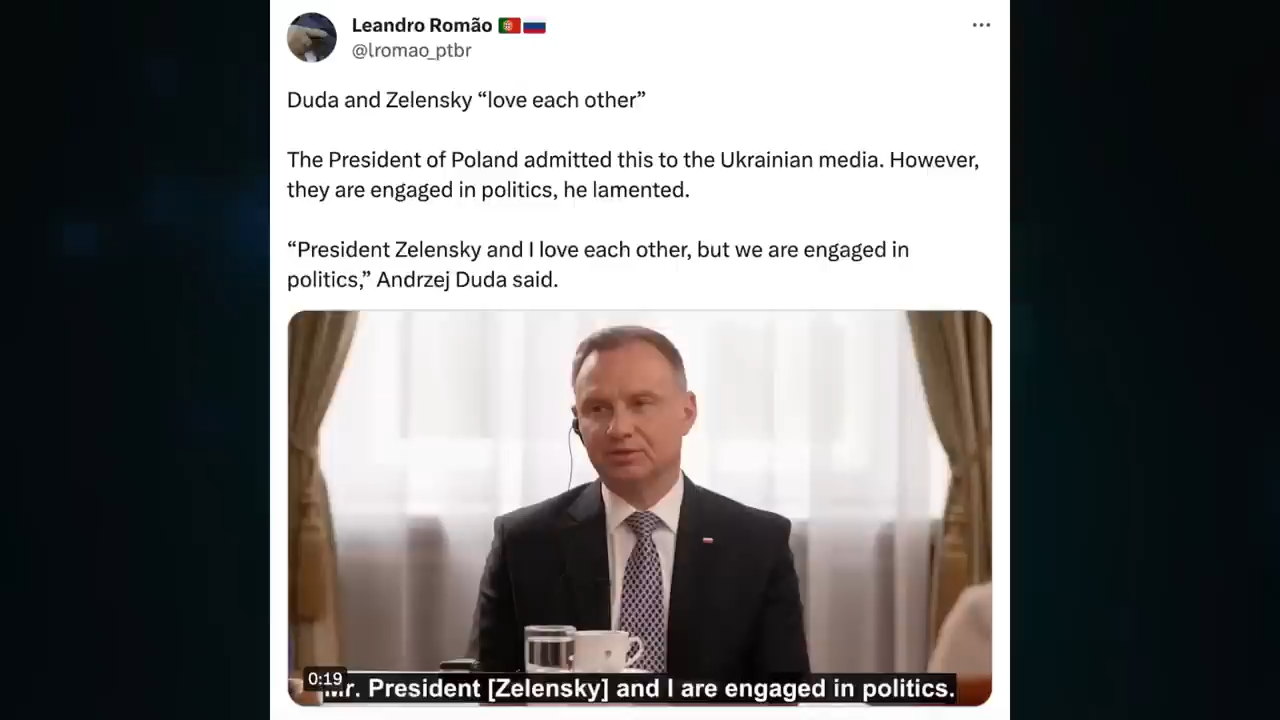 Leandro Romão 🇵🇹🇷🇺
@lromao_ptbr
Duda and Zelensky “love each other”
The President of Poland admitted this to the Ukrainian media. However,
they are engaged in politics, he lamented.
“President Zelensky and I love each other, but we are engaged in
politics,” Andrzej Duda said.
0:19
Mr. President [Zelensky] and I are engaged in politics.